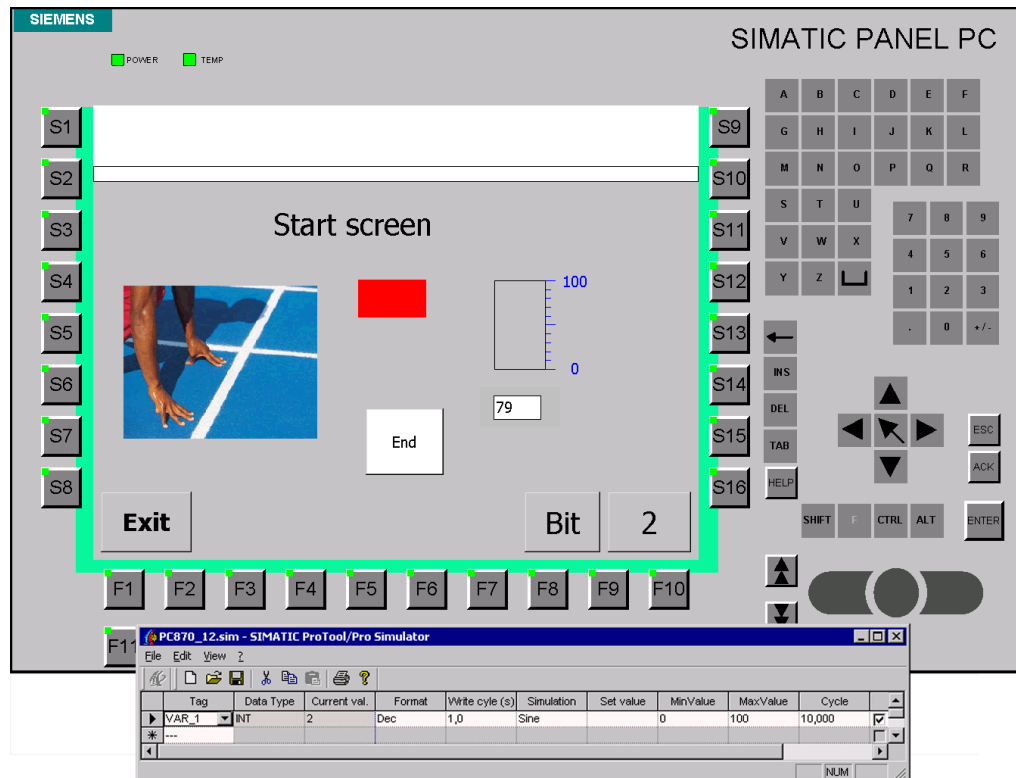 SIEMENS
SIMATIC PANEL PC
POWER TEMP
A B C D E F
G H I J K L
M N O P Q R
S T U
V W X
Y Z
7 8 9
4 5 6
1 2 3
. 0 +/-
INS
DEL
TAB
HELP
ESC
ACK
SHIFT F CTRL ALT ENTER
S1
S2
S3
S4
S5
S6
S7
S8
S9
S10
S11
S12
S13
S14
S15
S16
Start screen
100
0
79
End
Exit Bit 2
F1 F2 F3 F4 F5 F6 F7 F8 F9 F10
F11
PC870_12.sim - SIMATIC ProTool/Pro Simulator
File Edit View ?
Tag Data Type Current val. Format Write cyle (s) Simulation Set value MinValue MaxValue Cycle
VAR_1 INT 2 Dec 1,0 Sine 0 100 10,000
---
NUM